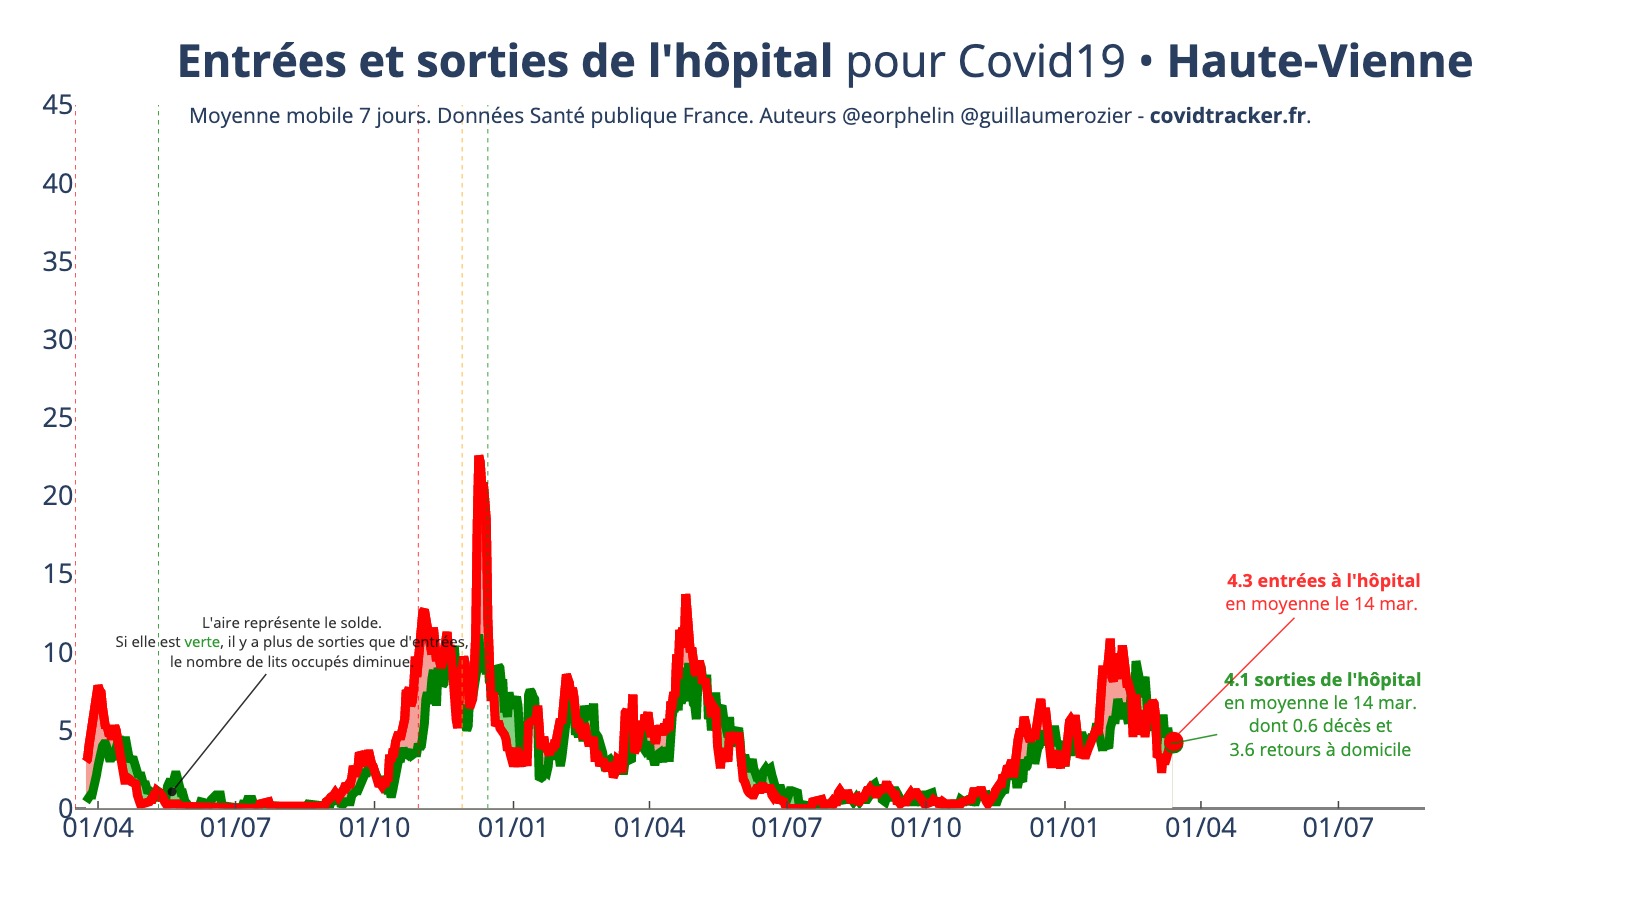 Entrées et sorties de l'hôpital pour Covid19 • Haute-Vienne
Moyenne mobile 7 jours. Données Santé publique France. Auteurs @eorphelin @guillaumerozier - covidtracker.fr.
45
40
35
30
25
20
15
10
5
0
L'aire représente le solde.
Si elle est verte, il y a plus de sorties que d'entrées,
le nombre de lits occupés diminue.
4.3 entrées à l'hôpital
en moyenne le 14 mar.
4.1 sorties de l'hôpital
en moyenne le 14 mar.
dont 0.6 décès et
3.6 retours à domicile
01/04 01/07 01/10 01/01 01/04 01/07 01/10 01/01 01/04 01/07